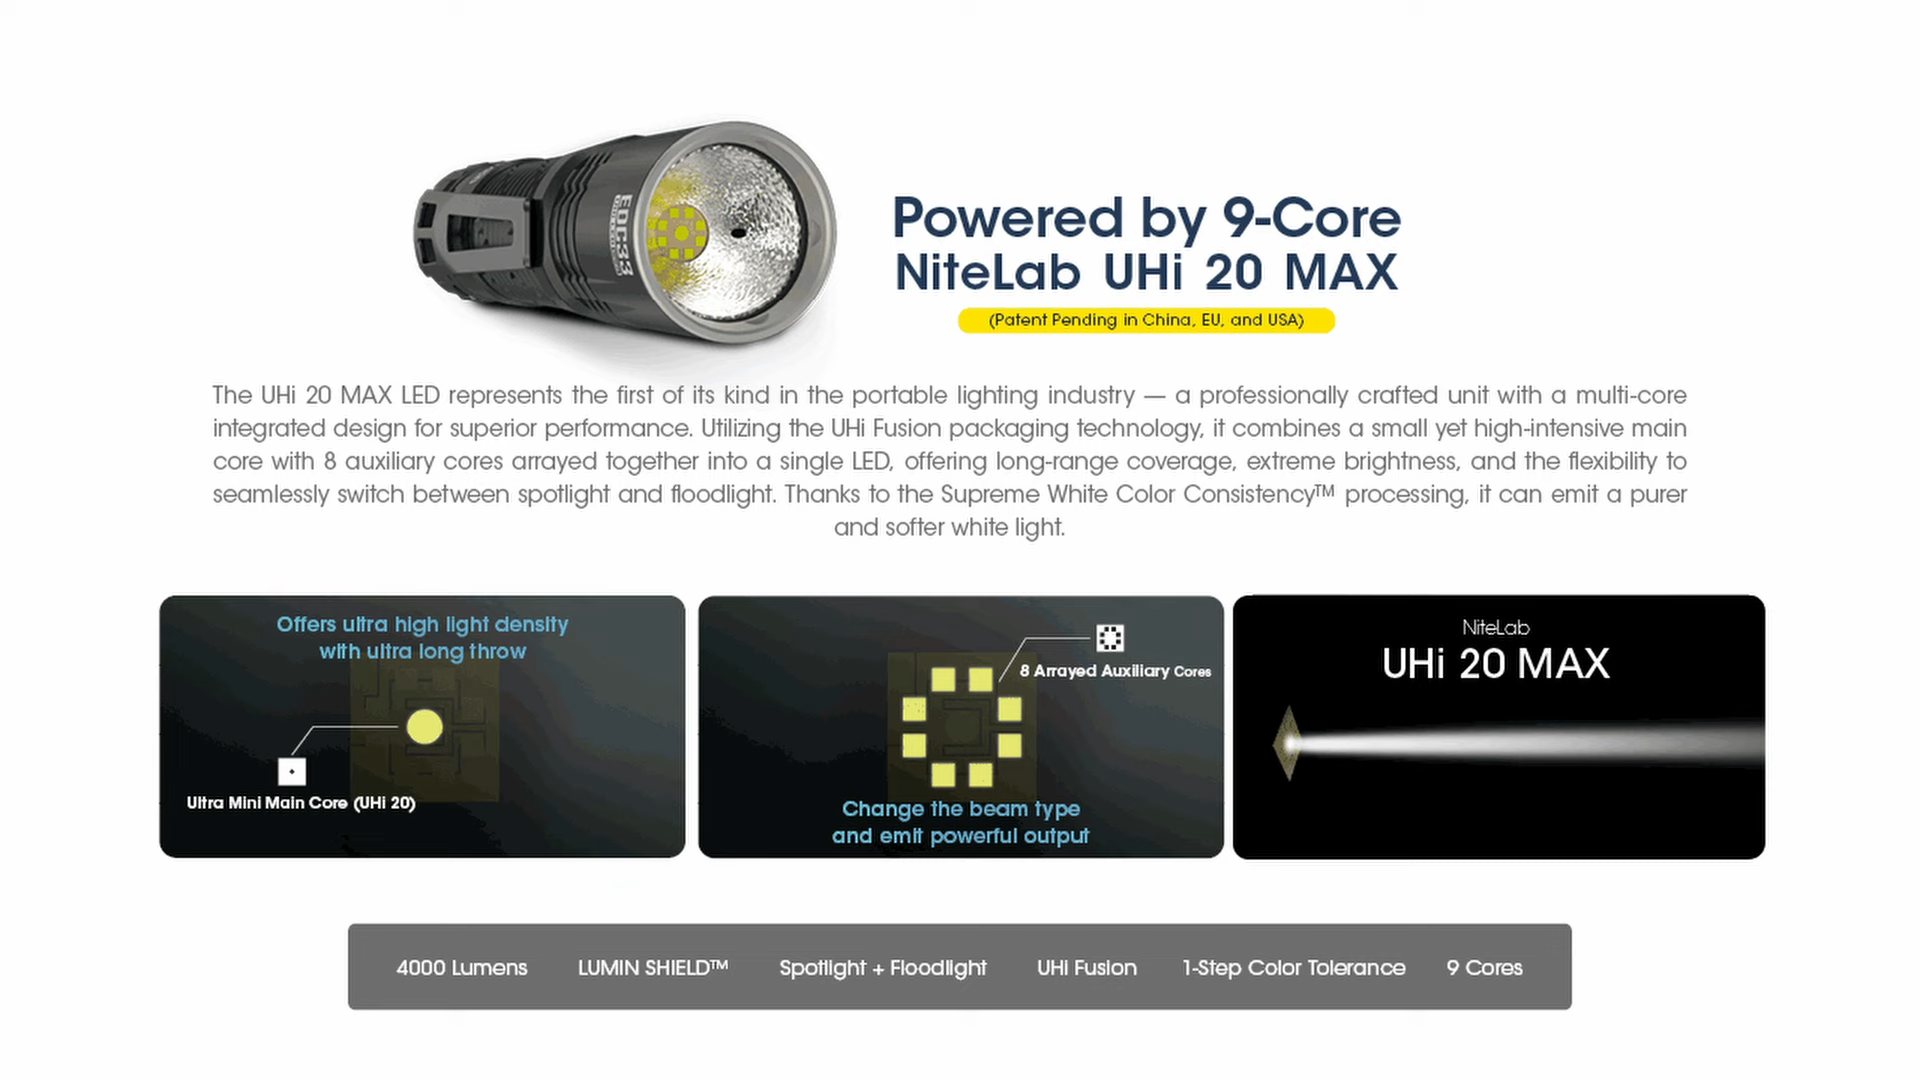 EDC33
Powered by 9-Core
NiteLab UHi 20 MAX
(Patent Pending in China, EU, and USA)
The UHi 20 MAX LED represents the first of its kind in the portable lighting industry — a professionally crafted unit with a multi-core
integrated design for superior performance. Utilizing the UHi Fusion packaging technology, it combines a small yet high-intensive main
core with 8 auxiliary cores arrayed together into a single LED, offering long-range coverage, extreme brightness, and the flexibility to
seamlessly switch between spotlight and floodlight. Thanks to the Supreme White Color Consistency™ processing, it can emit a purer
and softer white light.
Offers ultra high light density
with ultra long throw
Ultra Mini Main Core (UHi 20)
8 Arrayed Auxiliary Cores
Change the beam type
and emit powerful output
NiteLab
UHi 20 MAX
4000 Lumens LUMIN SHIELD™ Spotlight + Floodlight UHi Fusion 1-Step Color Tolerance 9 Cores